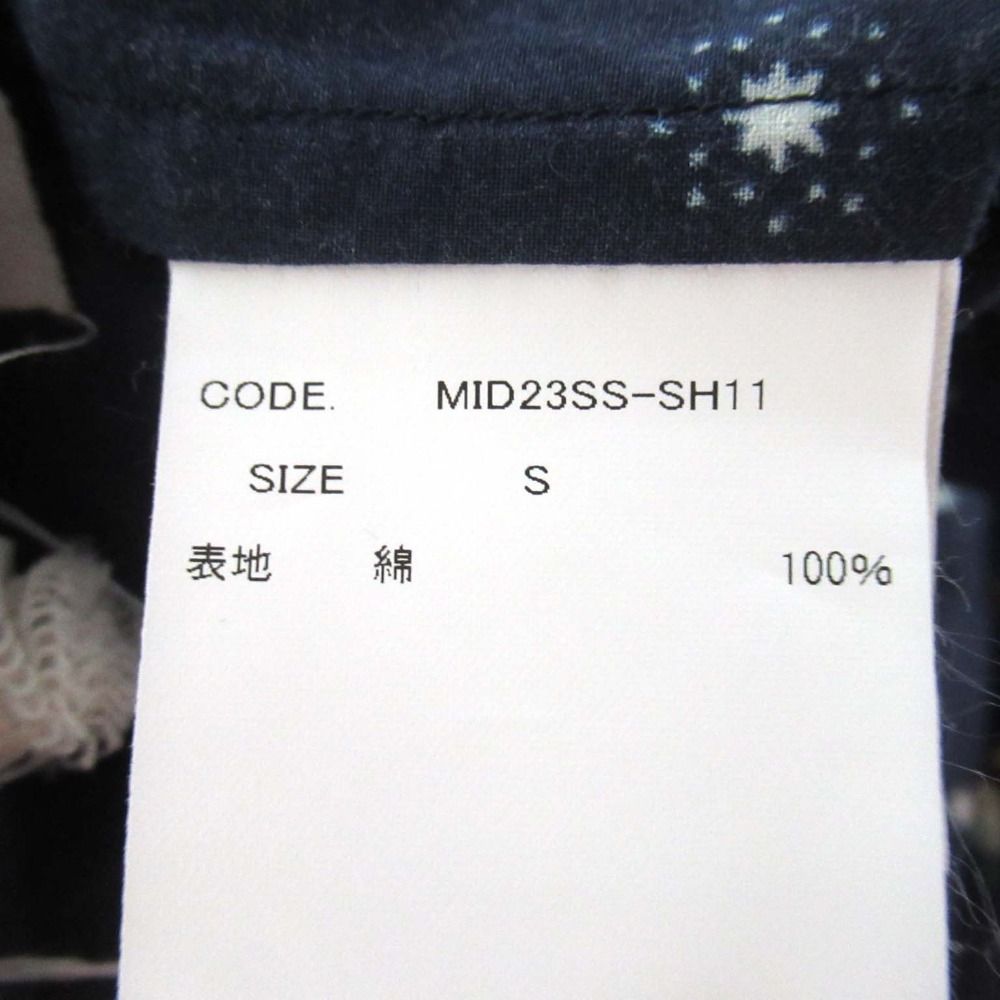 CODE. MID23SS-SH11
SIZE S
表地 綿 100%